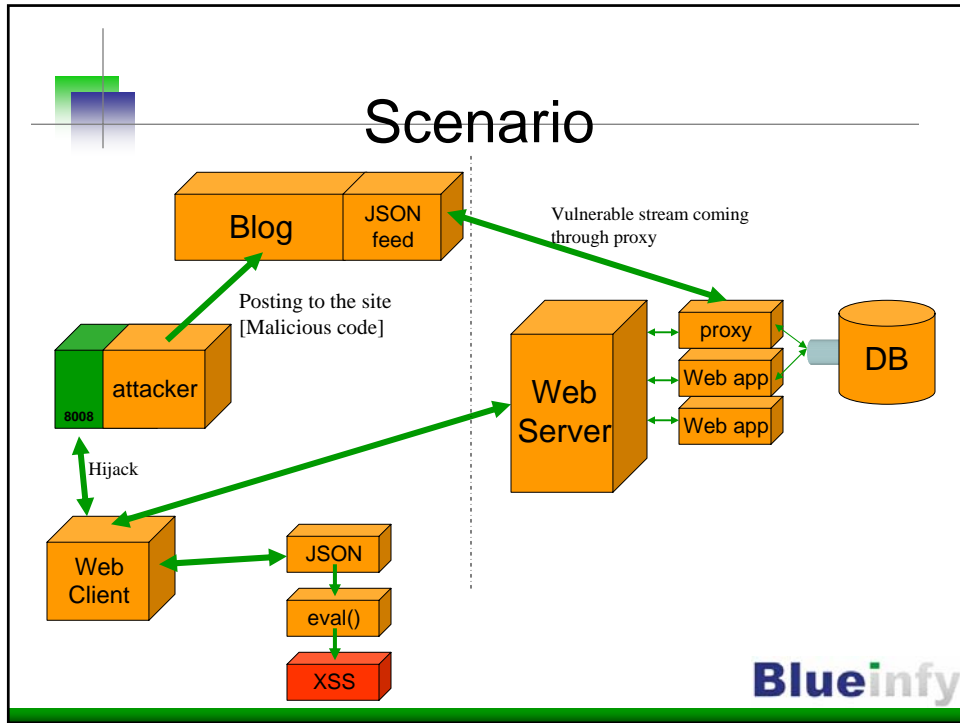 Scenario
Blog
JSON
feed
Vulnerable stream coming
through proxy
Posting to the site
[Malicious code]
attacker
8008
Hijack
Web
Server
proxy
Web app
Web app
DB
Web
Client
JSON
eval()
XSS
Blueinfy